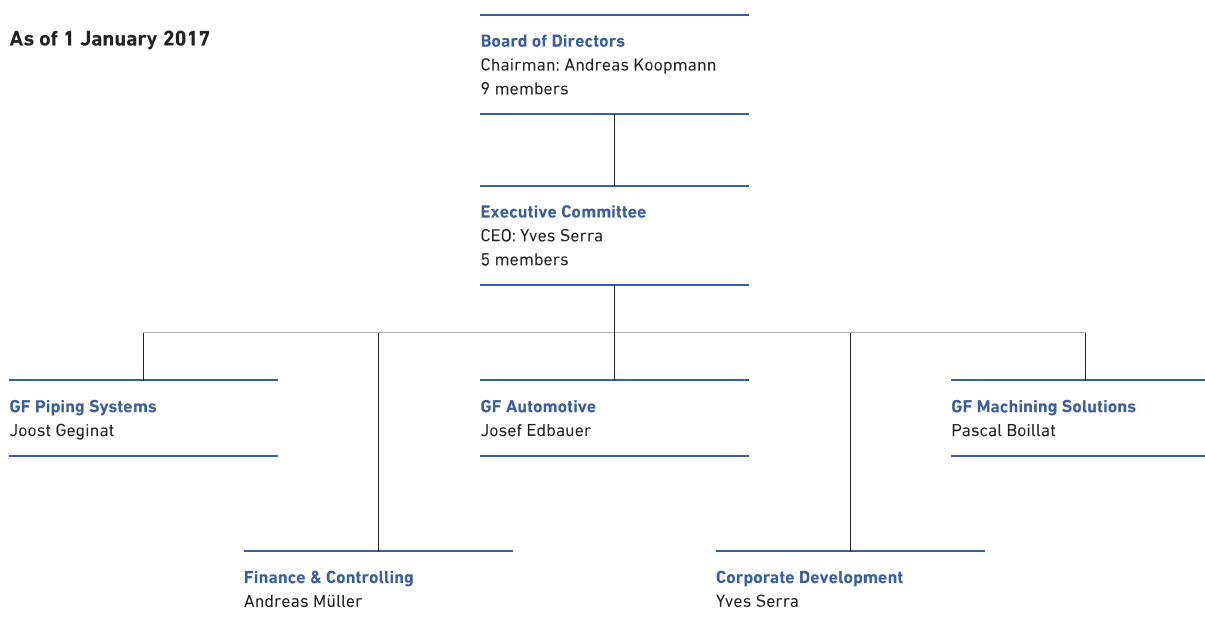 As of 1 January 2017
Board of Directors
Chairman: Andreas Koopmann
9 members
Executive Committee
CEO: Yves Serra
5 members
GF Piping Systems
Joost Geginat
GF Automotive
Josef Edbauer
GF Machining Solutions
Pascal Boillat
Finance & Controlling
Andreas Müller
Corporate Development
Yves Serra